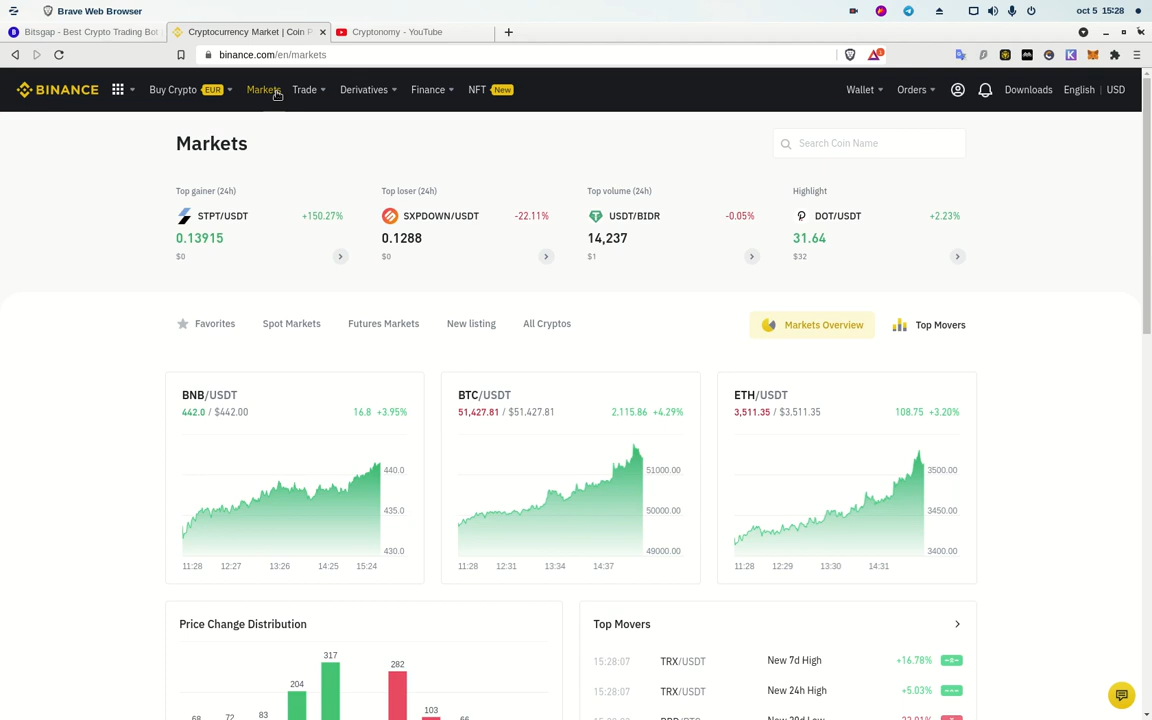 Brave Web Browser
oct 5 15:28
Bitsgap - Best Crypto Trading Bot
Cryptocurrency Market | Coin P
Cryptonomy - YouTube
binance.com/en/markets
BINANCE
Buy Crypto EUR
Markets
Trade
Derivatives
Finance
NFT New
Wallet
Orders
Downloads
English | USD
Markets
Search Coin Name
Top gainer (24h)
Top loser (24h)
Top volume (24h)
Highlight
STPT/USDT +150.27%
SXPDOWN/USDT -22.11%
USDT/BIDR -0.05%
DOT/USDT +2.23%
0.13915
0.1288
14,237
31.64
$0
$0
$1
$32
Favorites
Spot Markets
Futures Markets
New listing
All Cryptos
Markets Overview
Top Movers
BNB/USDT
442.0 / $442.00 16.8 +3.95%
440.0
435.0
430.0
11:28 12:27 13:26 14:25 15:24
BTC/USDT
51,427.81 / $51,427.81 2,115.86 +4.29%
51000.00
50000.00
49000.00
11:28 12:31 13:34 14:37
ETH/USDT
3,511.35 / $3,511.35 108.75 +3.20%
3500.00
3450.00
3400.00
11:28 12:29 13:30 14:31
Price Change Distribution
317
282
204
103
83
72
68
66
Top Movers
15:28:07 TRX/USDT New 7d High +16.78%
15:28:07 TRX/USDT New 24h High +5.03%